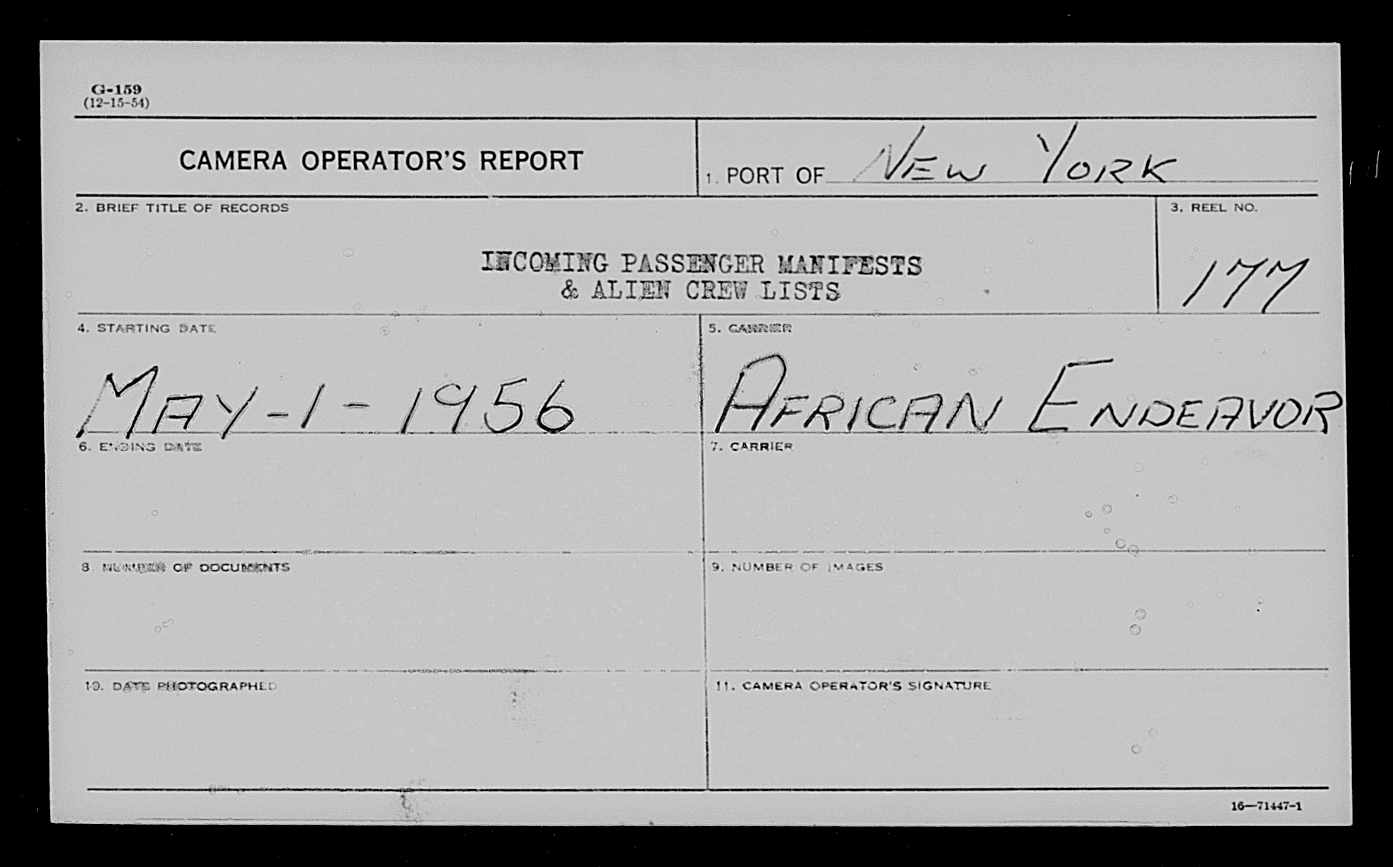 G-159
(12-15-54)
CAMERA OPERATOR'S REPORT
1. PORT OF NEW YORK
2. BRIEF TITLE OF RECORDS
INCOMING PASSENGER MANIFESTS
& ALIEN CREW LISTS
3. REEL NO.
177
4. STARTING DATE
MAY-1-1956
5. CARRIER
AFRICAN ENDEAVOR
6. ENDING DATE
7. CARRIER
8. NUMBER OF DOCUMENTS
9. NUMBER OF IMAGES
10. DATE PHOTOGRAPHED
11. CAMERA OPERATOR'S SIGNATURE
16—71447-1